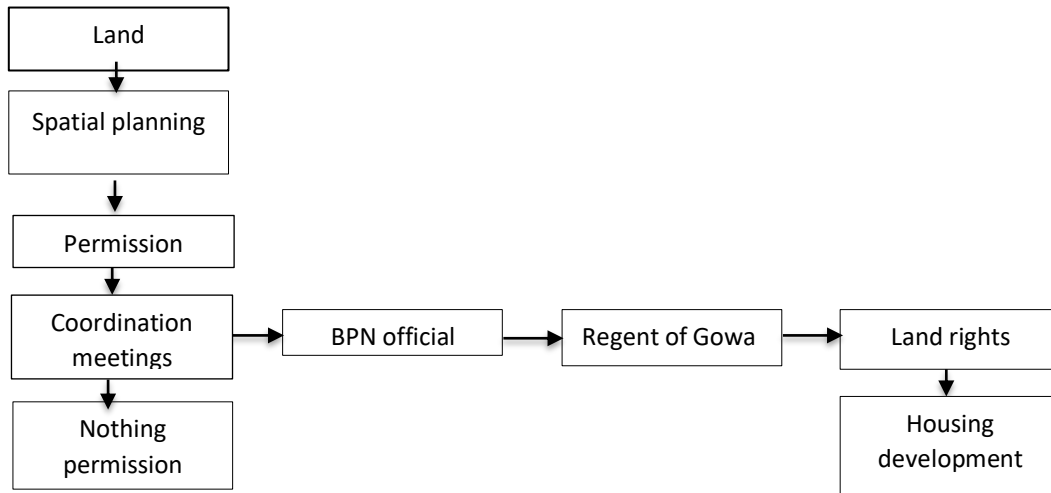 Land
Spatial planning
Permission
Coordination
meetings
BPN official
Regent of Gowa
Land rights
Nothing
permission
Housing
development